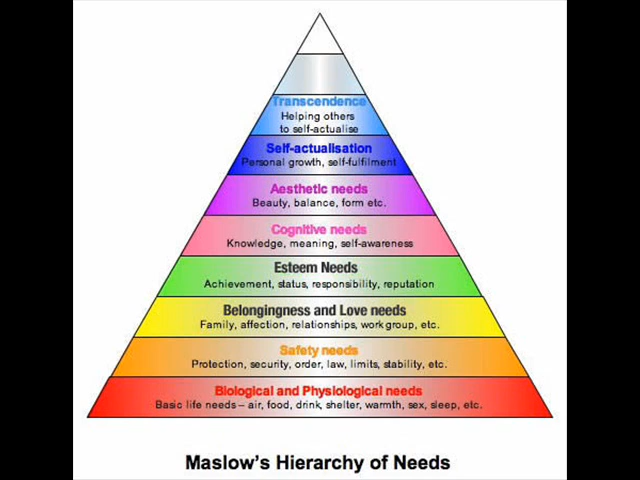 Transcendence
Helping others
to self-actualise
Self-actualisation
Personal growth, self-fulfilment
Aesthetic needs
Beauty, balance, form etc.
Cognitive needs
Knowledge, meaning, self-awareness
Esteem Needs
Achievement, status, responsibility, reputation
Belongingness and Love needs
Family, affection, relationships, work group, etc.
Safety needs
Protection, security, order, law, limits, stability, etc.
Biological and Physiological needs
Basic life needs – air, food, drink, shelter, warmth, sex, sleep, etc.
Maslow's Hierarchy of Needs